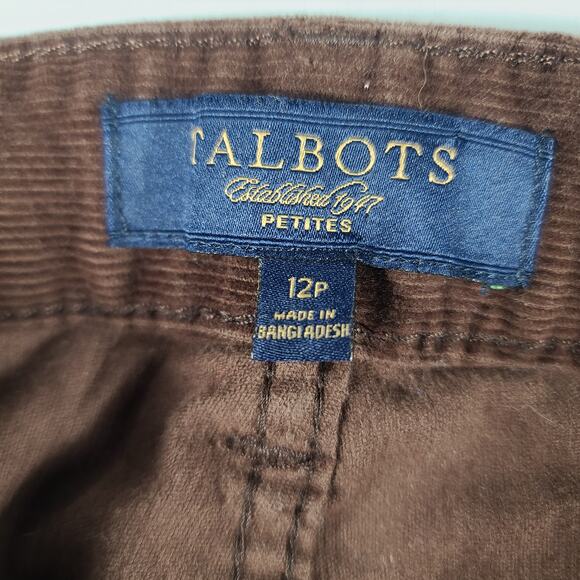 TALBOTS
Established 1947
PETITES
12P
MADE IN
BANGLADESH